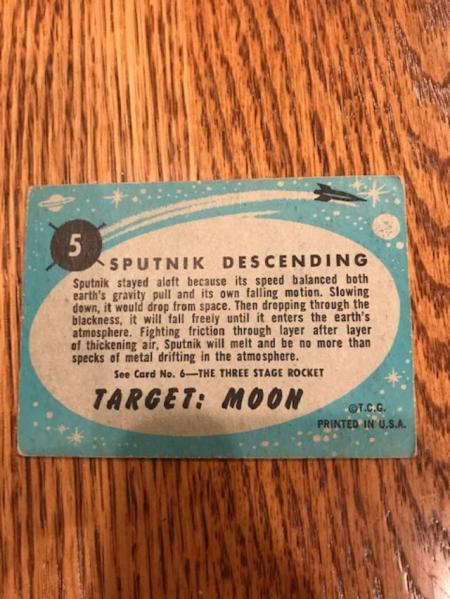 5
SPUTNIK DESCENDING
Sputnik stayed aloft because its speed balanced both
earth's gravity pull and its own falling motion. Slowing
down, it would drop from space. Then dropping through the
blackness, it will fall freely until it enters the earth's
atmosphere. Fighting friction through layer after layer
of thickening air, Sputnik will melt and be no more than
specks of metal drifting in the atmosphere.
See Card No. 6—THE THREE STAGE ROCKET
TARGET: MOON
©T.C.G.
PRINTED IN U.S.A.